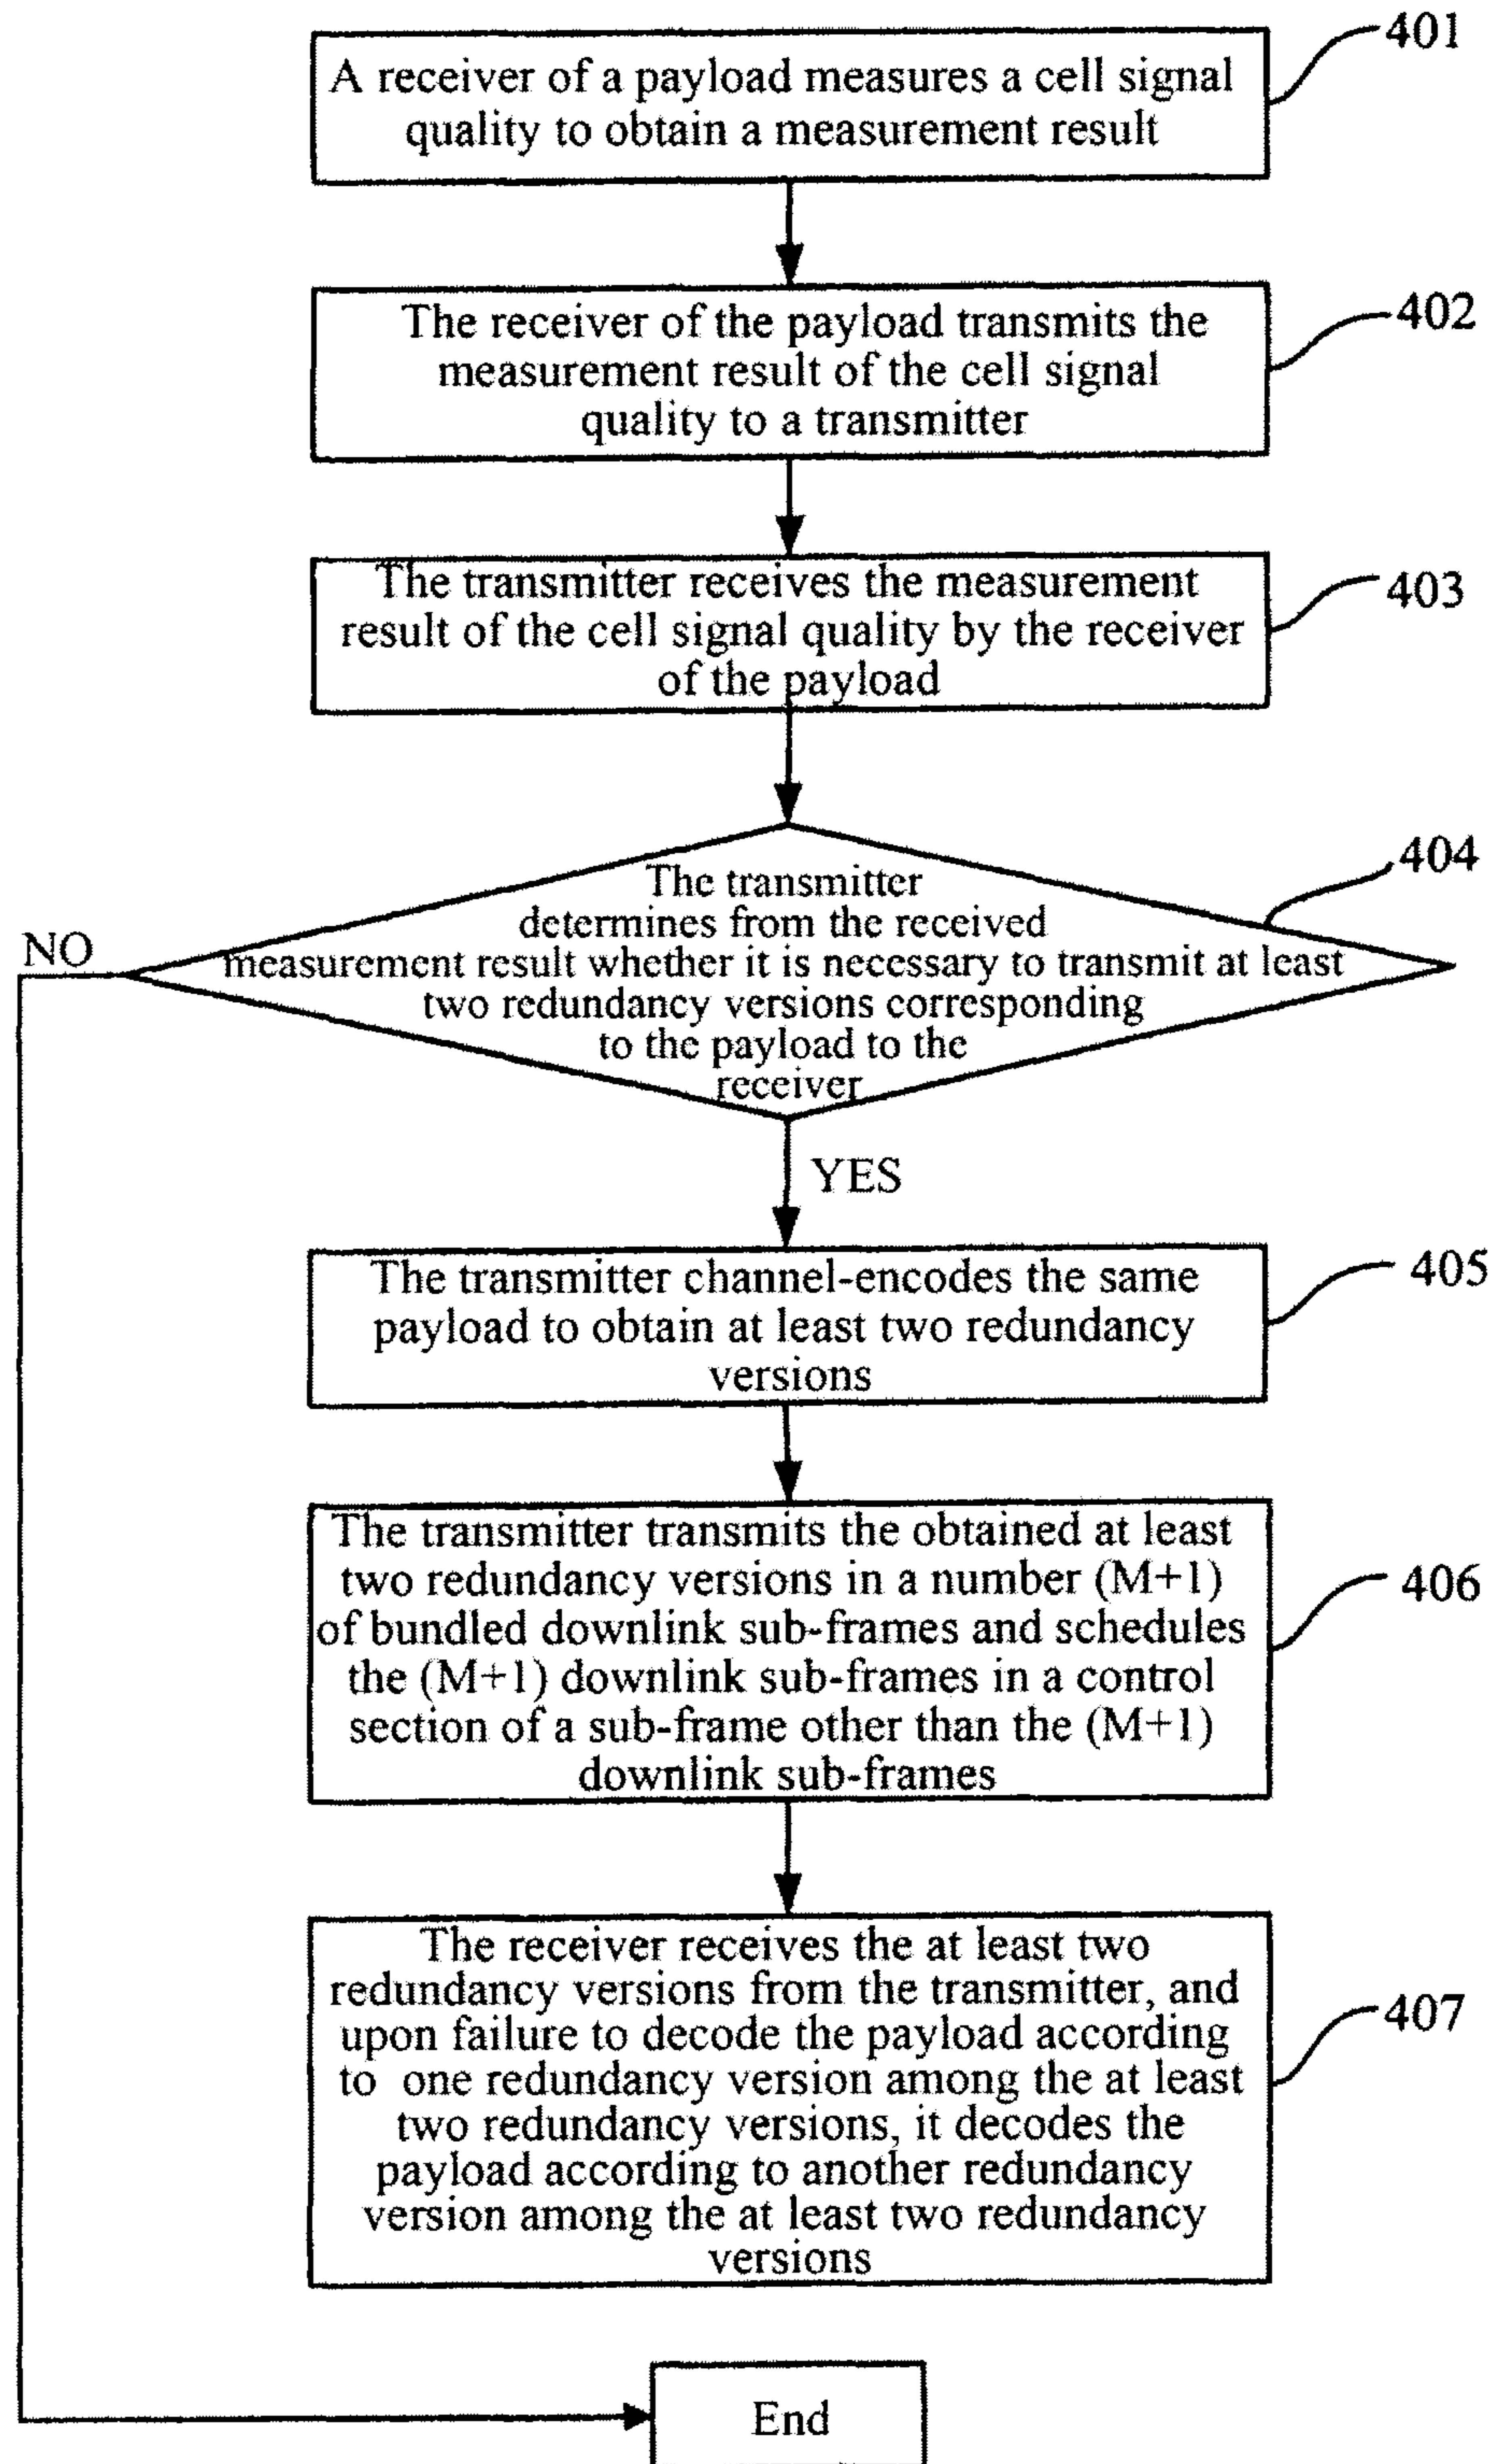 A receiver of a payload measures a cell signal
quality to obtain a measurement result
401
The receiver of the payload transmits the
measurement result of the cell signal
quality to a transmitter
402
The transmitter receives the measurement
result of the cell signal quality by the receiver
of the payload
403
The transmitter
determines from the received
measurement result whether it is necessary to transmit at least
two redundancy versions corresponding
to the payload to the
receiver
404
NO
YES
The transmitter channel-encodes the same
payload to obtain at least two redundancy
versions
405
The transmitter transmits the obtained at least
two redundancy versions in a number (M+1)
of bundled downlink sub-frames and schedules
the (M+1) downlink sub-frames in a control
section of a sub-frame other than the (M+1)
downlink sub-frames
406
The receiver receives the at least two
redundancy versions from the transmitter, and
upon failure to decode the payload according
to one redundancy version among the at least
two redundancy versions, it decodes the
payload according to another redundancy
version among the at least two redundancy
versions
407
End